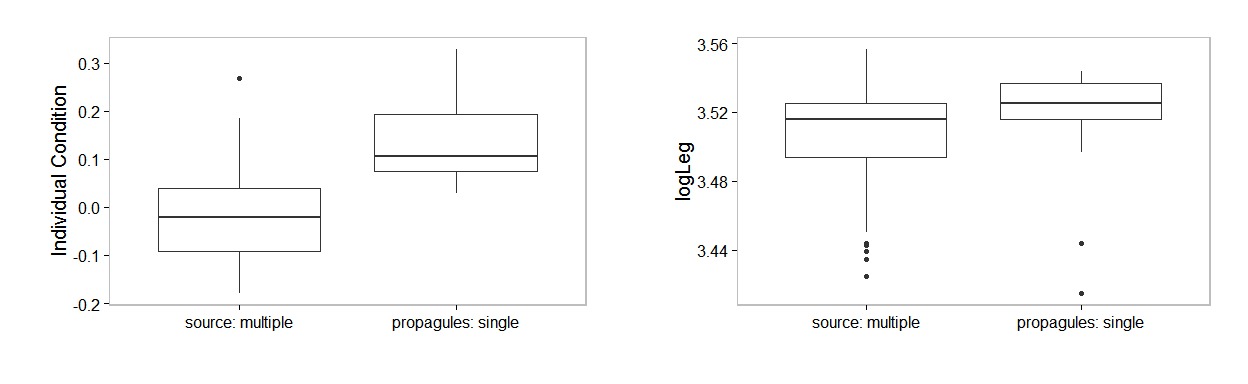 Individual Condition
0.3
0.2
0.1
0.0
-0.1
-0.2
source: multiple
propagules: single
logLeg
3.56
3.52
3.48
3.44
source: multiple
propagules: single